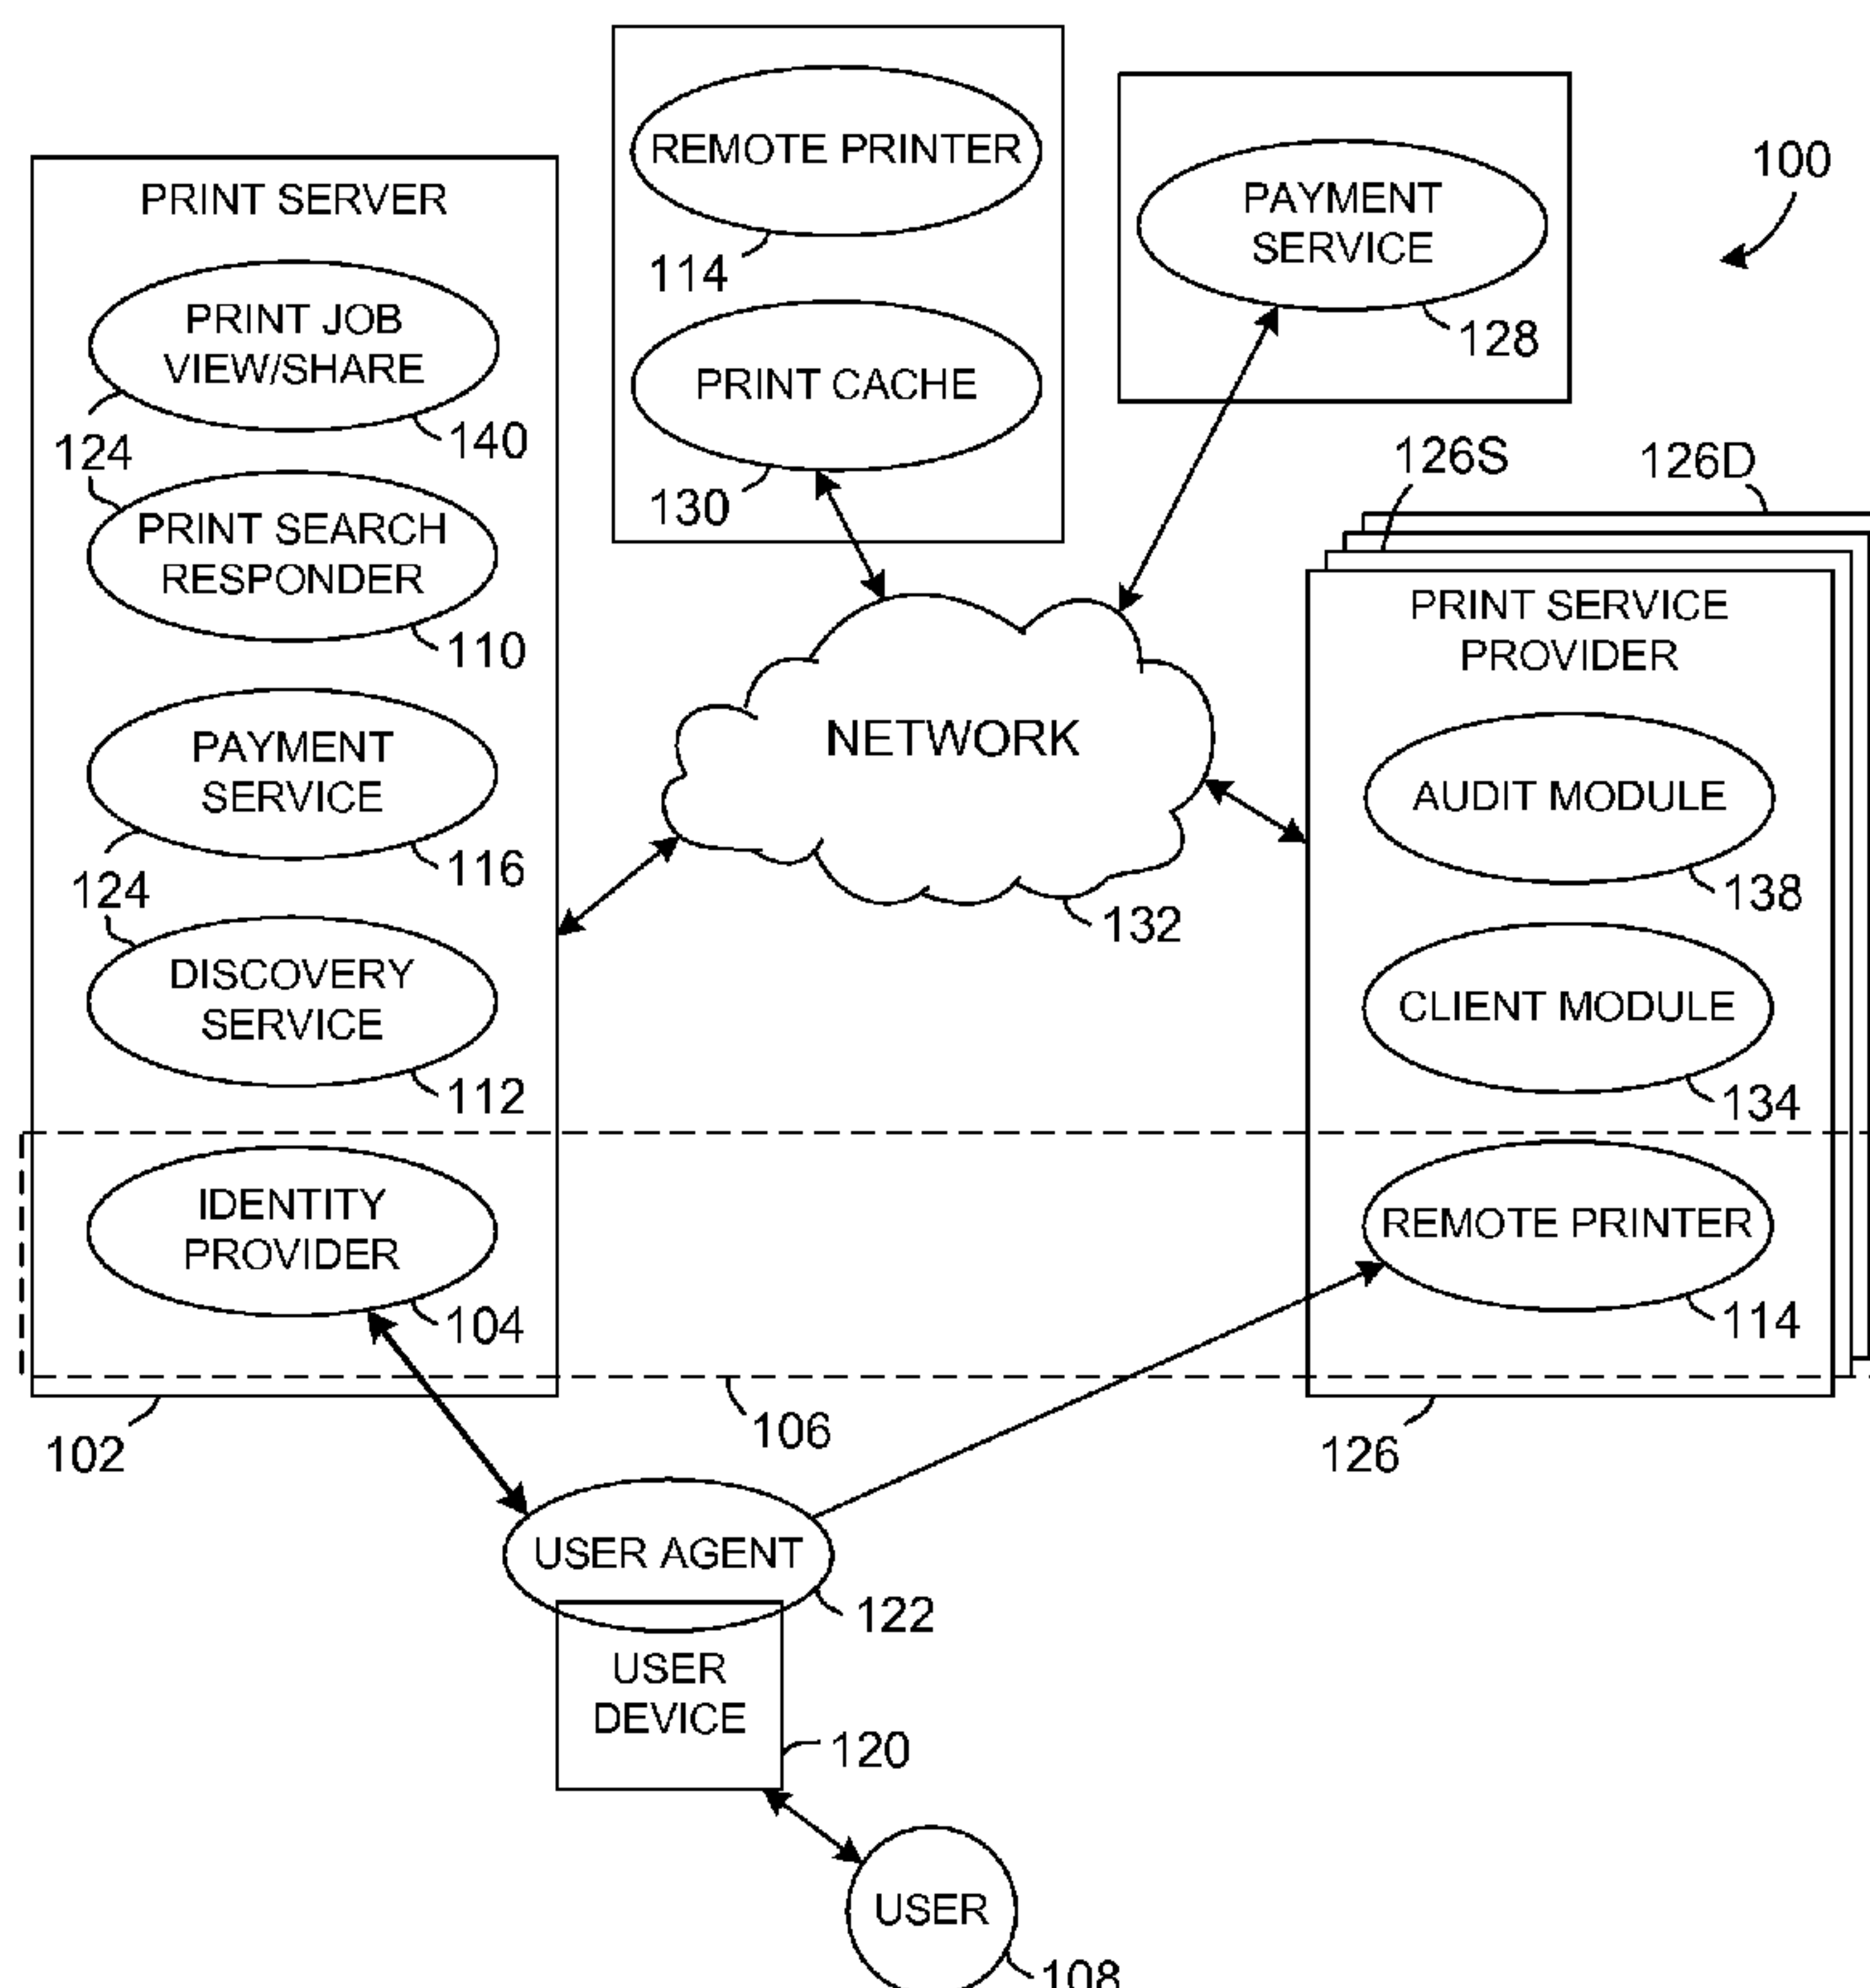 PRINT SERVER
PRINT JOB
VIEW/SHARE
124
140
PRINT SEARCH
RESPONDER
110
PAYMENT
SERVICE
124
116
DISCOVERY
SERVICE
112
IDENTITY
PROVIDER
104
102
REMOTE PRINTER
114
PRINT CACHE
130
PAYMENT
SERVICE
128
100
NETWORK
132
126S
126D
PRINT SERVICE
PROVIDER
AUDIT MODULE
138
CLIENT MODULE
134
REMOTE PRINTER
114
126
106
USER AGENT
122
USER
DEVICE
120
USER
108